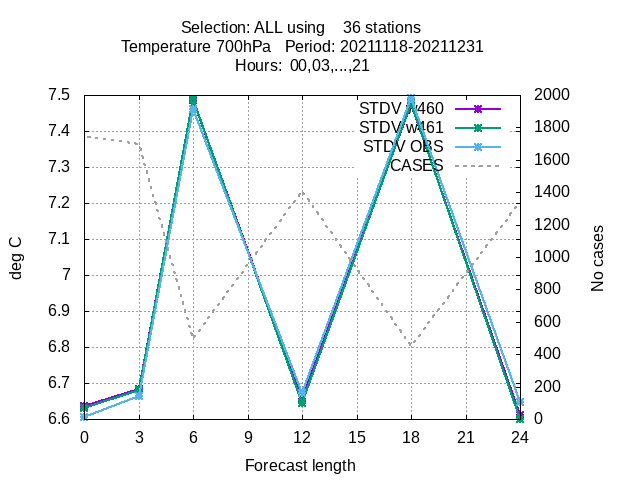 Selection: ALL using    36 stations
Temperature 700hPa   Period: 20211118-20211231
Hours:  00,03,...,21
STDV w460
STDV w461
STDV OBS
CASES
7.5
7.4
7.3
7.2
7.1
7
6.9
6.8
6.7
6.6
2000
1800
1600
1400
1200
1000
800
600
400
200
0
deg C
No cases
0 3 6 9 12 15 18 21 24
Forecast length